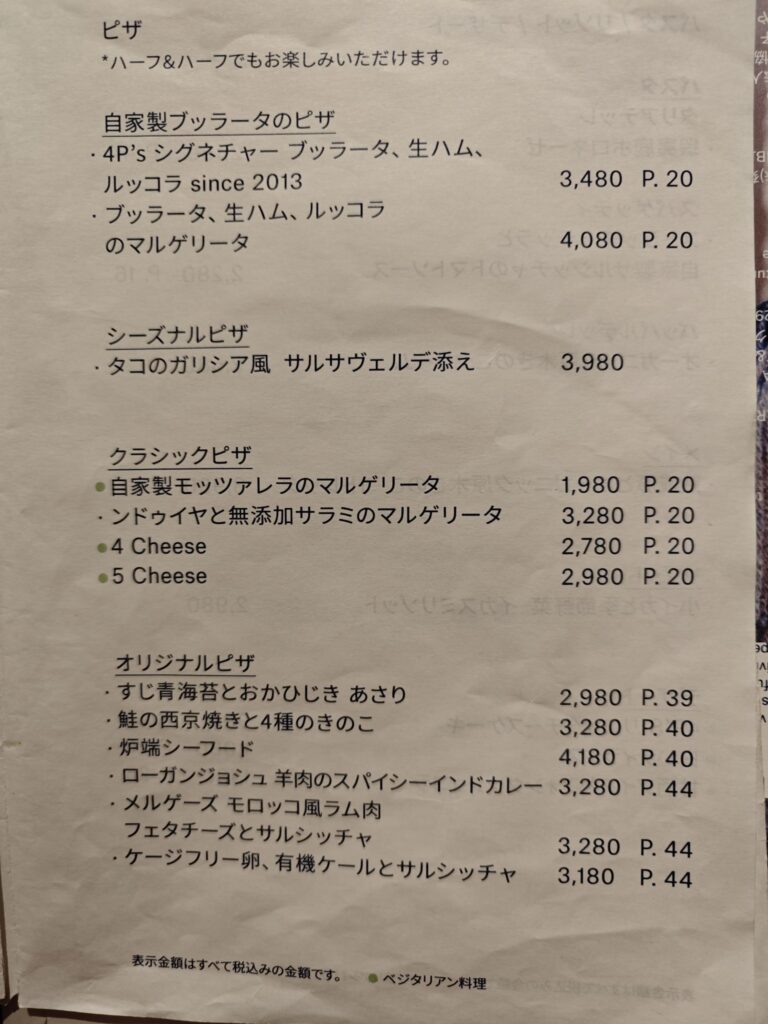 ピザ
*ハーフ&ハーフでもお楽しみいただけます。
自家製ブッラータのピザ
・4P's シグネチャー ブッラータ、生ハム、
ルッコラ since 2013 3,480 P. 20
・ブッラータ、生ハム、ルッコラ
のマルゲリータ 4,080 P. 20
シーズナルピザ
・タコのガリシア風 サルサヴェルデ添え 3,980
クラシックピザ
●自家製モッツァレラのマルゲリータ 1,980 P. 20
・ンドゥイヤと無添加サラミのマルゲリータ 3,280 P. 20
●4 Cheese 2,780 P. 20
●5 Cheese 2,980 P. 20
オリジナルピザ
・すじ青海苔とおかひじき あさり 2,980 P. 39
・鮭の西京焼きと4種のきのこ 3,280 P. 40
・炉端シーフード 4,180 P. 40
・ローガンジョシュ 羊肉のスパイシーインドカレー 3,280 P. 44
・メルゲーズ モロッコ風ラム肉
フェタチーズとサルシッチャ 3,280 P. 44
・ケージフリー卵、有機ケールとサルシッチャ 3,180 P. 44
表示金額はすべて税込みの金額です。 ●ベジタリアン料理